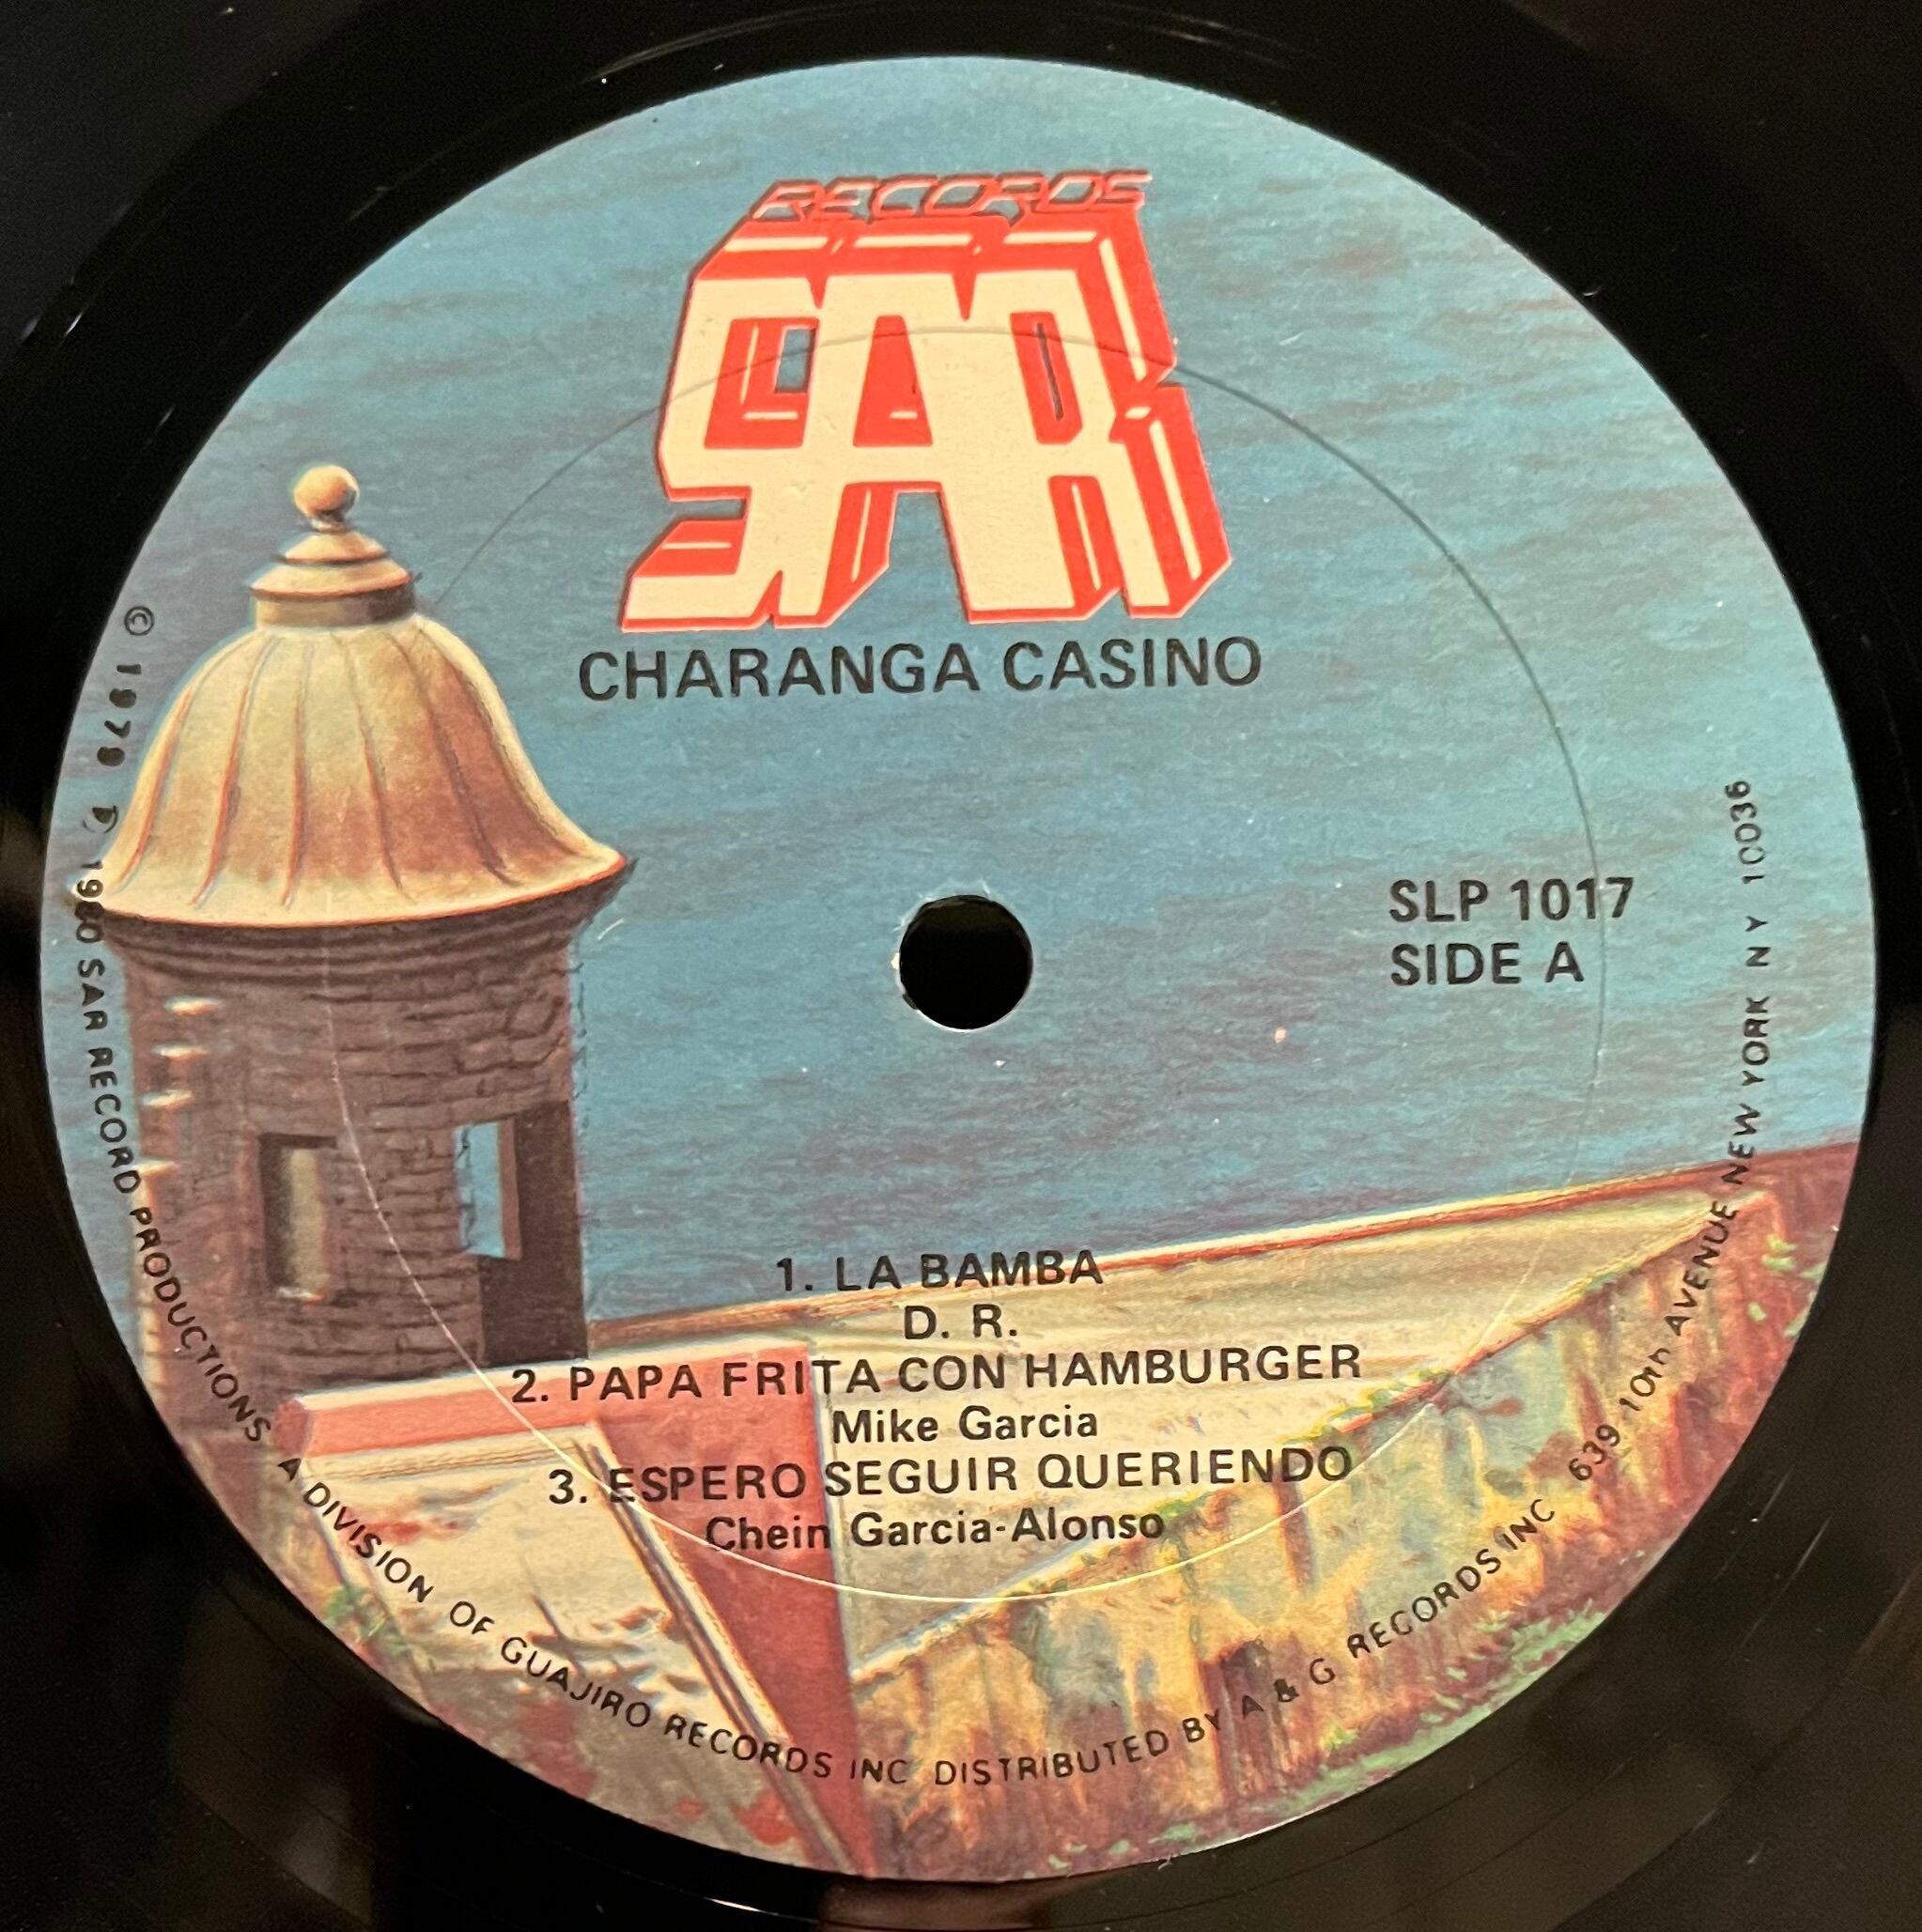 RECORDS
SAR
CHARANGA CASINO
SLP 1017
SIDE A
1. LA BAMBA
D. R.
2. PAPA FRITA CON HAMBURGER
Mike Garcia
3. ESPERO SEGUIR QUERIENDO
Chein Garcia-Alonso
© 1979 ℗ 1980 SAR RECORD PRODUCTIONS A DIVISION OF GUAJIRO RECORDS INC DISTRIBUTED BY A & G RECORDS INC 639 10th AVENUE NEW YORK N Y 10036